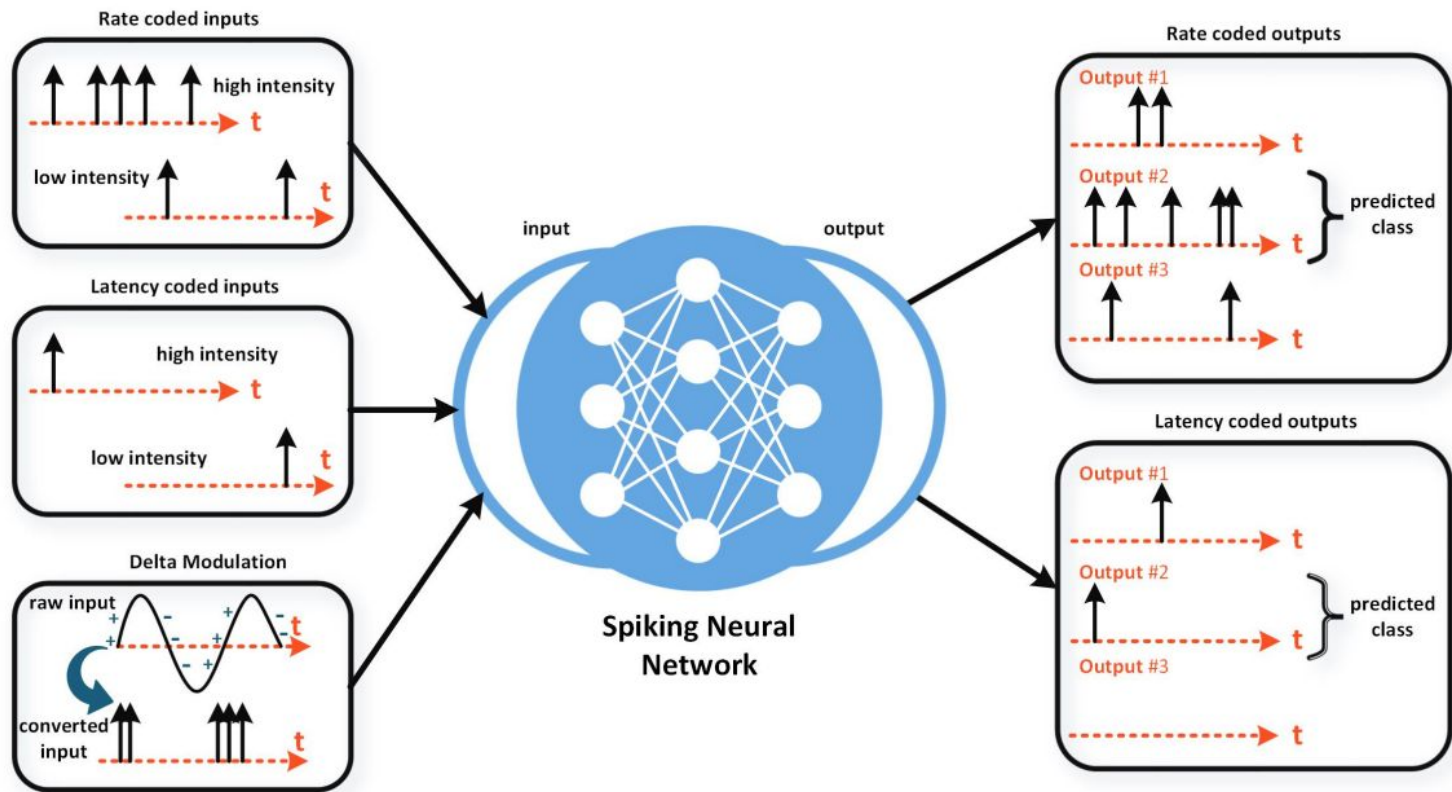 Rate coded inputs
high intensity
t
low intensity
t
Latency coded inputs
high intensity
t
low intensity
t
Delta Modulation
raw input
+
+
-
-
-
+
+
-
-
t
converted
input
t
input
output
Spiking Neural
Network
Rate coded outputs
Output #1
t
Output #2
t
predicted
class
Output #3
t
Latency coded outputs
Output #1
t
Output #2
t
predicted
class
Output #3
t